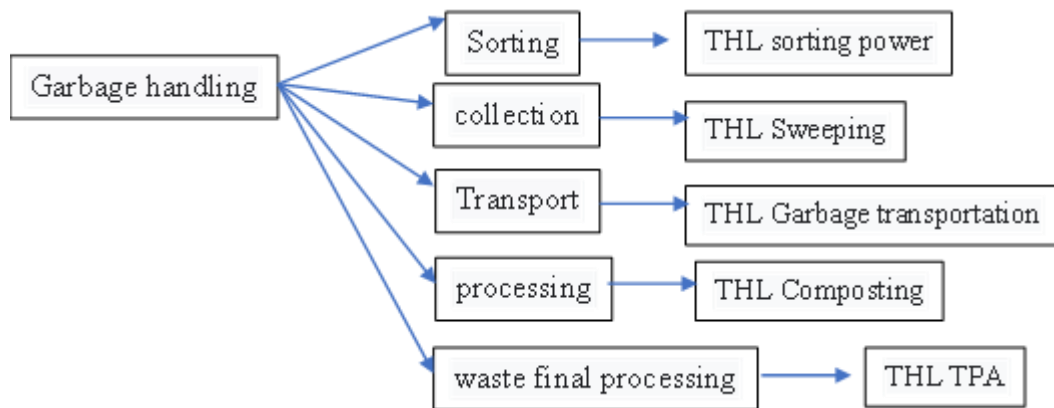 Garbage handling
Sorting
THL sorting power
collection
THL Sweeping
Transport
THL Garbage transportation
processing
THL Composting
waste final processing
THL TPA